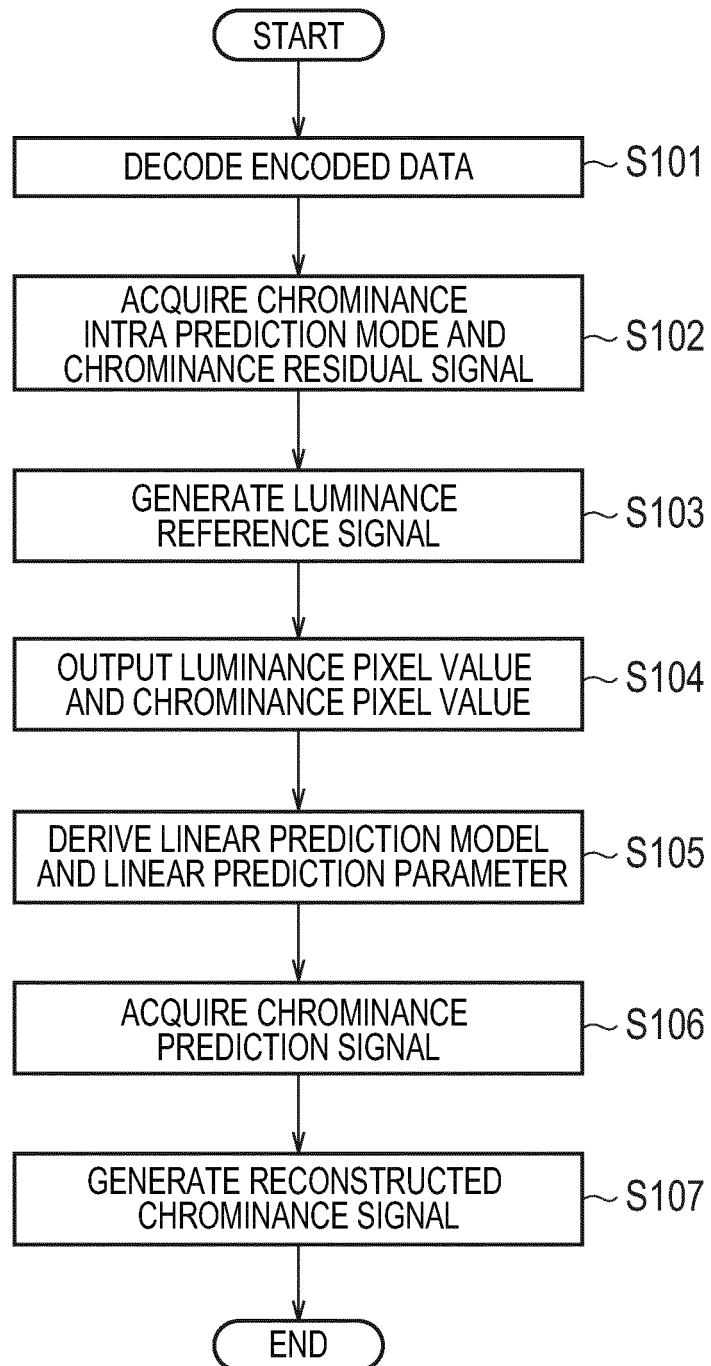 START
DECODE ENCODED DATA
S101
ACQUIRE CHROMINANCE
INTRA PREDICTION MODE AND
CHROMINANCE RESIDUAL SIGNAL
S102
GENERATE LUMINANCE
REFERENCE SIGNAL
S103
OUTPUT LUMINANCE PIXEL VALUE
AND CHROMINANCE PIXEL VALUE
S104
DERIVE LINEAR PREDICTION MODEL
AND LINEAR PREDICTION PARAMETER
S105
ACQUIRE CHROMINANCE
PREDICTION SIGNAL
S106
GENERATE RECONSTRUCTED
CHROMINANCE SIGNAL
S107
END